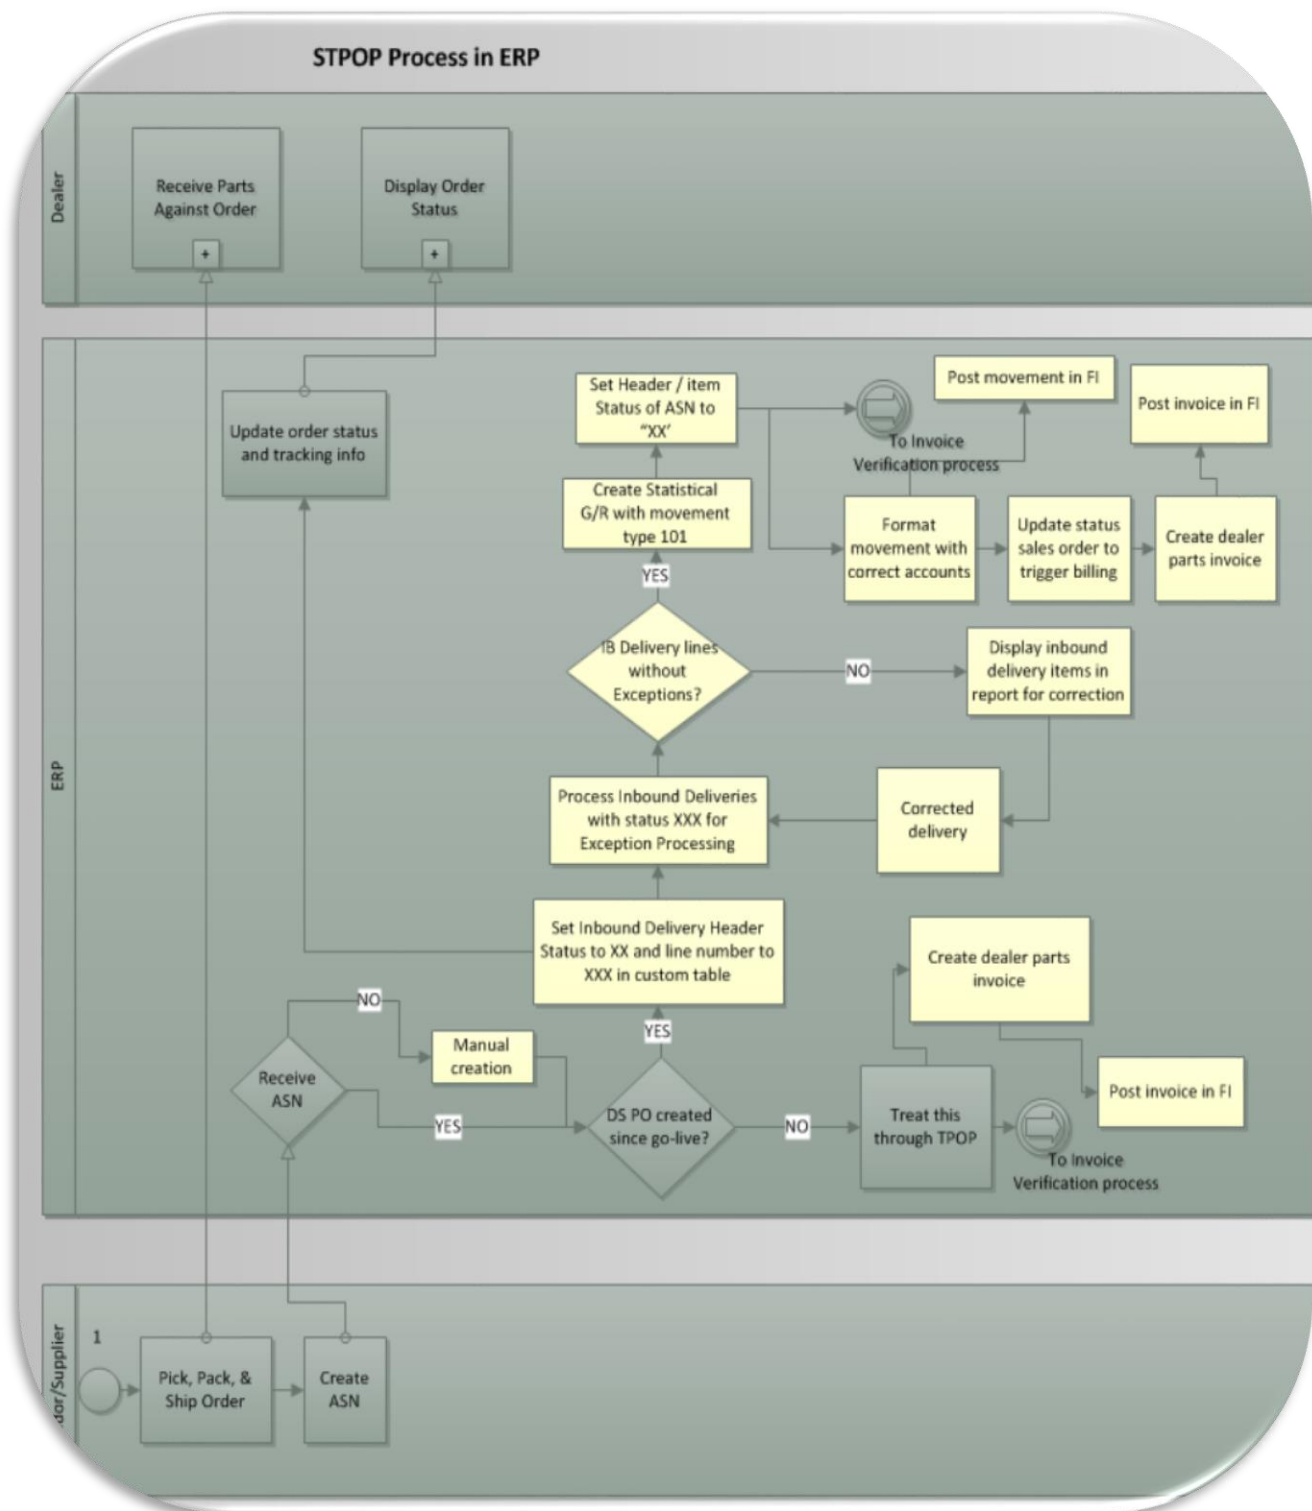 STPOP Process in ERP
Dealer
Receive Parts
Against Order
+
Display Order
Status
+
ERP
Update order status
and tracking info
Set Header / item
Status of ASN to
“XX’
To Invoice
Verification process
Post movement in FI
Post invoice in FI
Create Statistical
G/R with movement
type 101
Format
movement with
correct accounts
Update status
sales order to
trigger billing
Create dealer
parts invoice
YES
IB Delivery lines
without
Exceptions?
NO
Display inbound
delivery items in
report for correction
Process Inbound Deliveries
with status XXX for
Exception Processing
Corrected
delivery
Set Inbound Delivery Header
Status to XX and line number to
XXX in custom table
Create dealer parts
invoice
NO
YES
Manual
creation
Receive
ASN
YES
DS PO created
since go-live?
NO
Treat this
through TPOP
Post invoice in FI
To Invoice
Verification process
dor/Supplier
1
Pick, Pack, &
Ship Order
Create
ASN